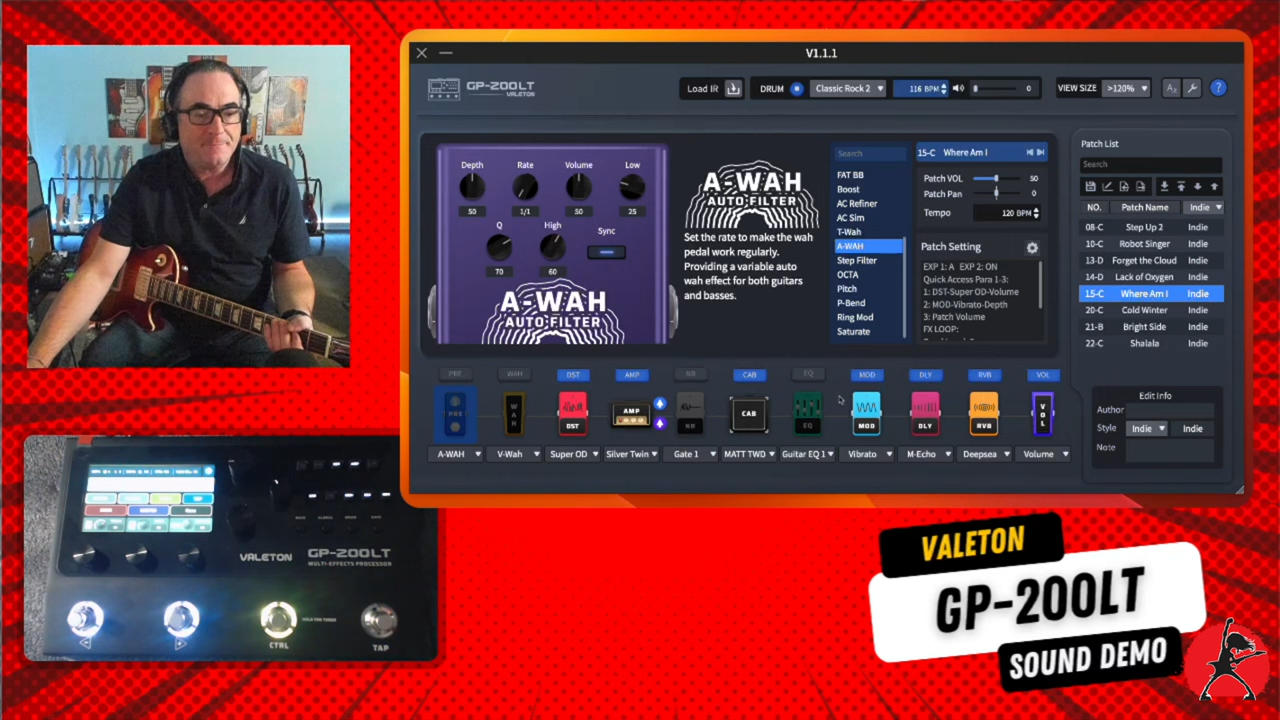 V1.1.1
GP-200LT
VALETON
Load IR
DRUM
Classic Rock 2
116 BPM
0
VIEW SIZE
>120%
?
Depth
Rate
Volume
Low
50
1/1
50
25
Q
High
Sync
70
60
A-WAH
AUTO FILTER
A-WAH
AUTO FILTER
Set the rate to make the wah
pedal work regularly.
Providing a variable auto
wah effect for both guitars
and basses.
Search
FAT BB
Boost
AC Refiner
AC Sim
T-Wah
A-WAH
Step Filter
OCTA
Pitch
P-Bend
Ring Mod
Saturate
15-C Where Am I
Patch VOL
50
Patch Pan
0
Tempo
120 BPM
Patch Setting
EXP 1: A EXP 2: ON
Quick Access Para 1-3:
1: DST-Super OD-Volume
2: MOD-Vibrato-Depth
3: Patch Volume
FX LOOP:
Patch List
Search
NO. Patch Name Indie
08-C Step Up 2 Indie
10-C Robot Singer Indie
13-D Forget the Cloud Indie
14-D Lack of Oxygen Indie
15-C Where Am I Indie
20-C Cold Winter Indie
21-B Bright Side Indie
22-C Shalala Indie
Edit Info
Author
Style Indie Indie
Note
PRE WAH DST AMP NR CAB EQ MOD DLY RVB VOL
PRE WAH DST AMP NR CAB EQ MOD DLY RVB VOL
A-WAH V-Wah Super OD Silver Twin Gate 1 MATT TWD Guitar EQ 1 Vibrato M-Echo Deepsea Volume
VALETON
GP-200LT
MULTI-EFFECTS PROCESSOR
CTRL
HOLD FOR TUNER
TAP
VALETON
GP-200LT
SOUND DEMO